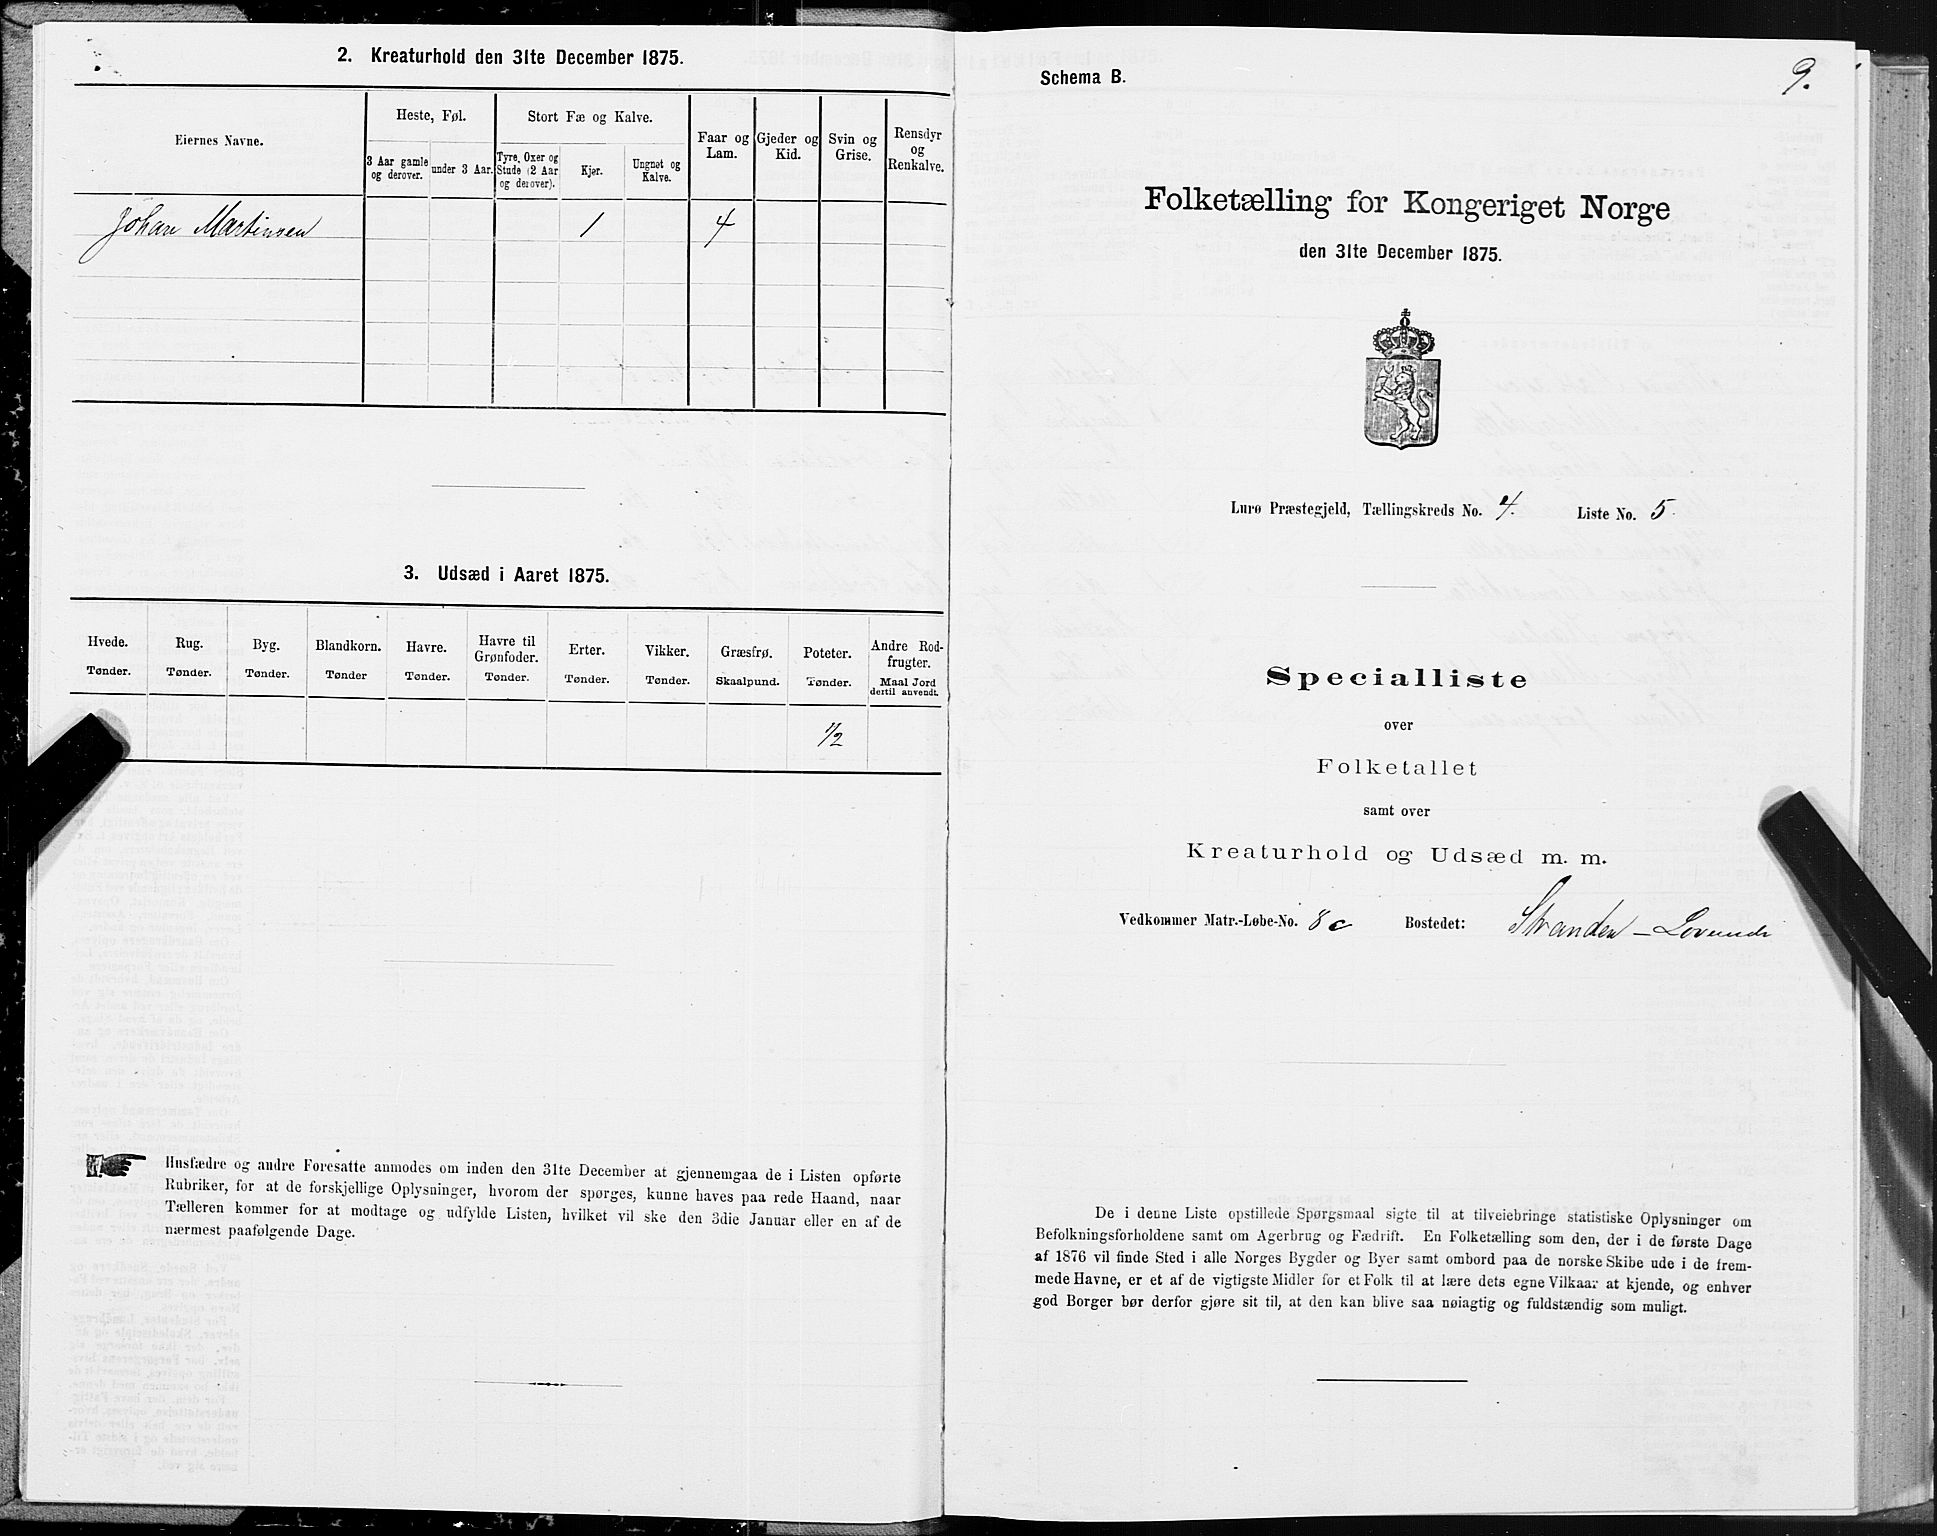 2. Kreaturhold den 31te December 1875.
Eiernes Navne.
Heste, Føl.
Stort Fæ og Kalve.
Faar og Lam.
Gjeder og Kid.
Svin og Grise.
Rensdyr og Renkalve.
3 Aar gamle og derover.
under 3 Aar.
Tyre, Oxer og Stude (2 Aar og derover).
Kjør.
Ungnøt og Kalve.
Johan Martinsen 1 4
3. Udsæd i Aaret 1875.
Hvede. Rug. Byg. Blandkorn. Havre. Havre til Grønfoder. Erter. Vikker. Græsfrø. Poteter. Andre Rodfrugter.
Tønder. Tønder. Tønder. Tønder Tønder. Tønder. Tønder. Tønder. Skaalpund. Tønder. Maal Jord dertil anvendt.
1/2
Husfædre og andre Foresatte anmodes om inden den 31te December at gjennemgaa de i Listen opførte
Rubriker, for at de forskjellige Oplysninger, hvorom der spørges, kunne haves paa rede Haand, naar
Tælleren kommer for at modtage og udfylde Listen, hvilket vil ske den 3die Januar eller en af de
nærmest paafølgende Dage.
Schema B.
9.
Folketælling for Kongeriget Norge
den 31te December 1875.
Lurø Præstegjeld, Tællingskreds No. 4. Liste No. 5.
Specialliste
over
Folketallet
samt over
Kreaturhold og Udsæd m. m.
Vedkommer Matr.-Løbe-No. 8c Bostedet: Stranden – Lovunden
De i denne Liste opstillede Spørgsmaal sigte til at tilveiebringe statistiske Oplysninger om
Befolkningsforholdene samt om Agerbrug og Fædrift. En Folketælling som den, der i de første Dage
af 1876 vil finde Sted i alle Norges Bygder og Byer samt ombord paa de norske Skibe ude i de frem-
mede Havne, er et af de vigtigste Midler for et Folk til at lære dets egne Vilkaar at kjende, og enhver
god Borger bør derfor gjøre sit til, at den kan blive saa nøiagtig og fuldstændig som muligt.